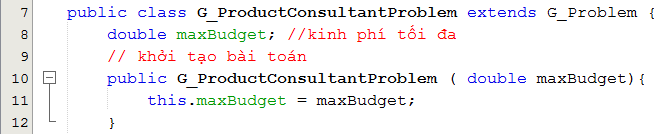 7 public class G_ProductConsultantProblem extends G_Problem {
8 double maxBudget; //kinh phí tối đa
9 // khởi tạo bài toán
10 public G_ProductConsultantProblem ( double maxBudget){
11 this.maxBudget = maxBudget;
12 }